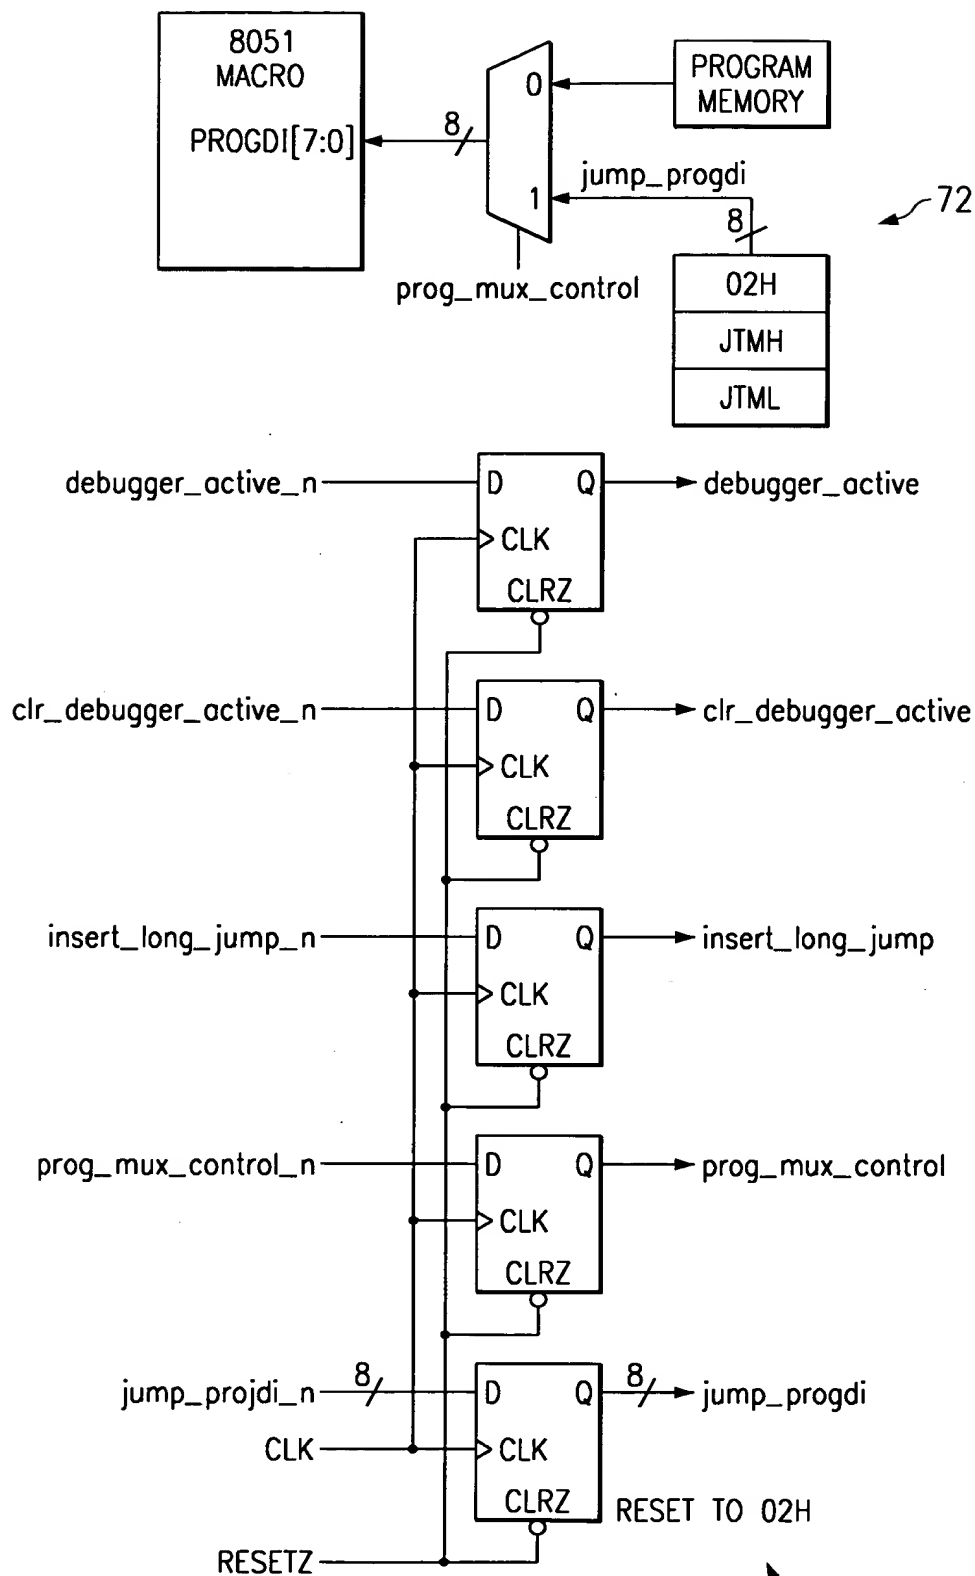 8051
MACRO
PROGDI[7:0]
8
0
1
PROGRAM
MEMORY
jump_progdi
8
72
prog_mux_control
02H
JTMH
JTML
debugger_active_n
D
Q
debugger_active
CLK
CLRZ
clr_debugger_active_n
D
Q
clr_debugger_active
CLK
CLRZ
insert_long_jump_n
D
Q
insert_long_jump
CLK
CLRZ
prog_mux_control_n
D
Q
prog_mux_control
CLK
CLRZ
jump_projdi_n
8
D
Q
8
jump_progdi
CLK
CLK
CLRZ
RESET TO 02H
RESETZ